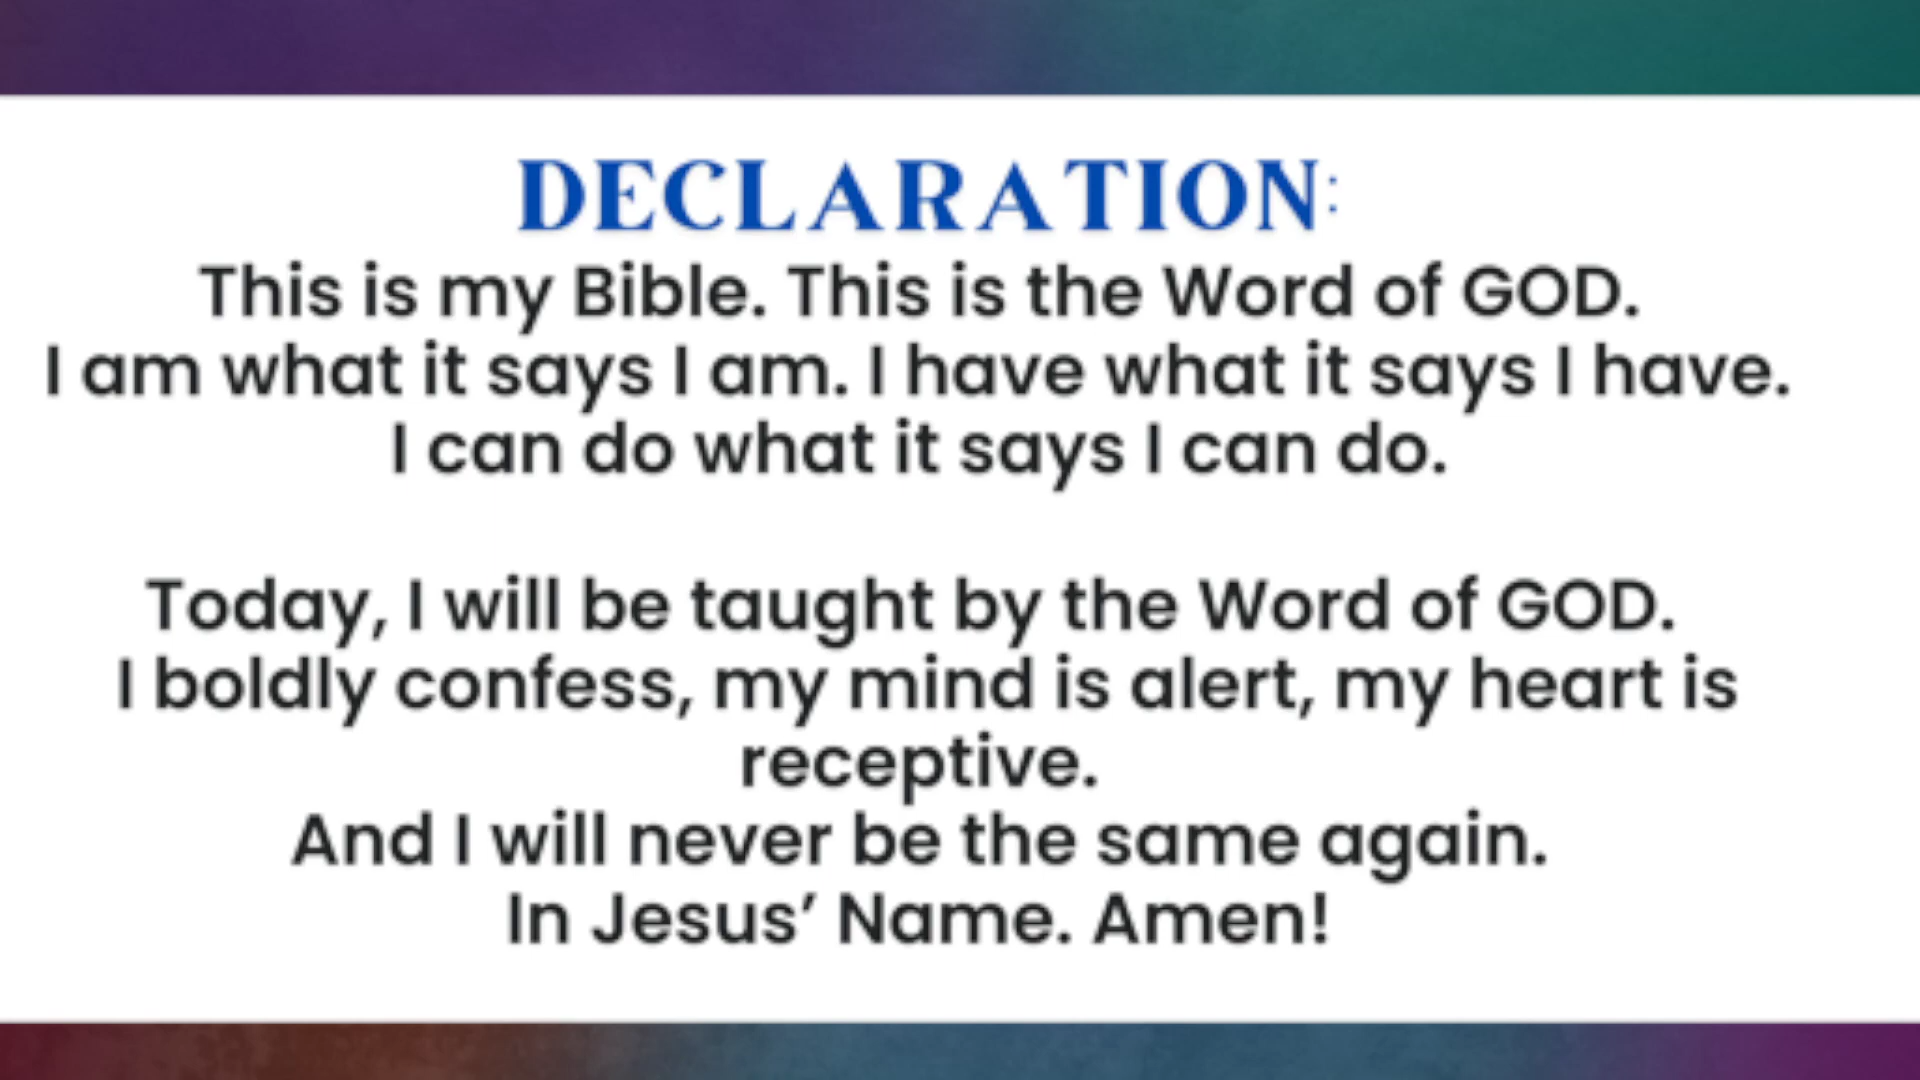 DECLARATION:
This is my Bible. This is the Word of GOD.
I am what it says I am. I have what it says I have.
I can do what it says I can do.
Today, I will be taught by the Word of GOD.
I boldly confess, my mind is alert, my heart is
receptive.
And I will never be the same again.
In Jesus’ Name. Amen!